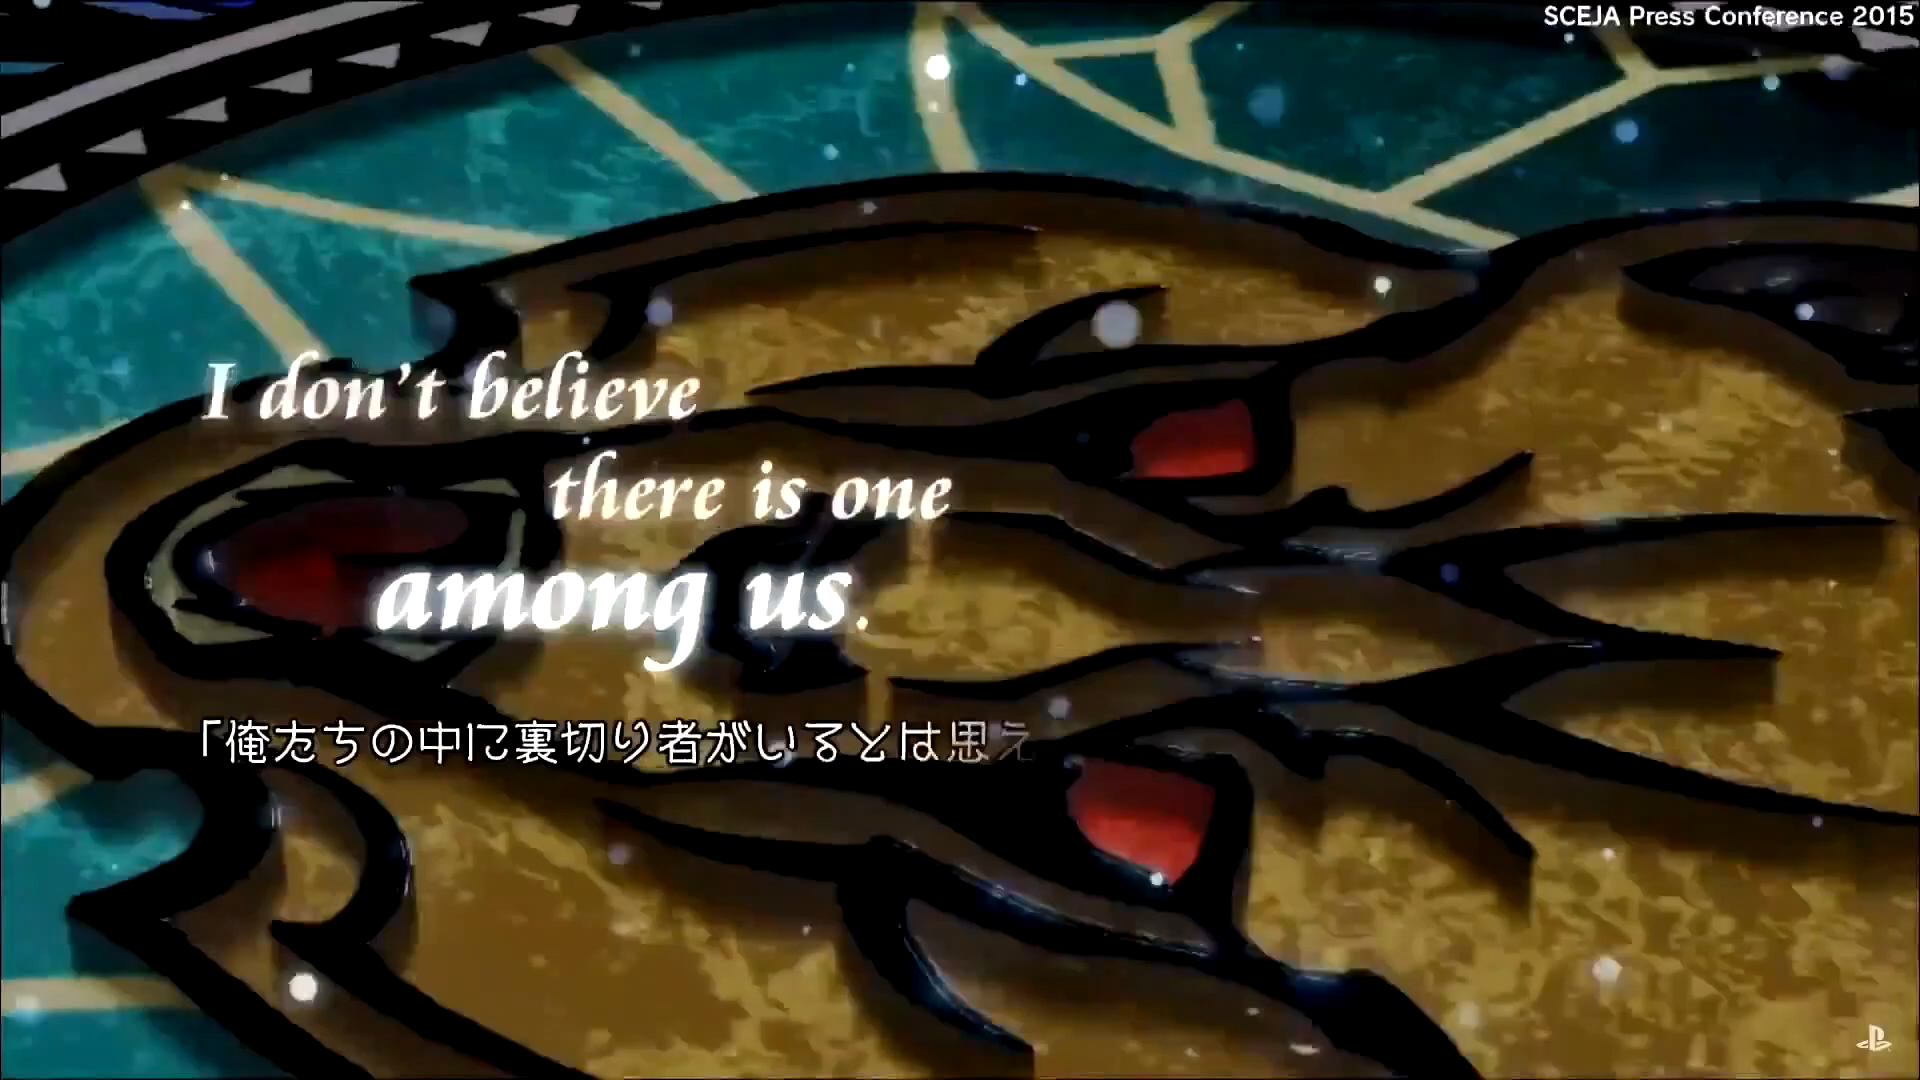 SCEJA Press Conference 2015
I don't believe
there is one
among us.
「俺たちの中に裏切り者がいるとは思え